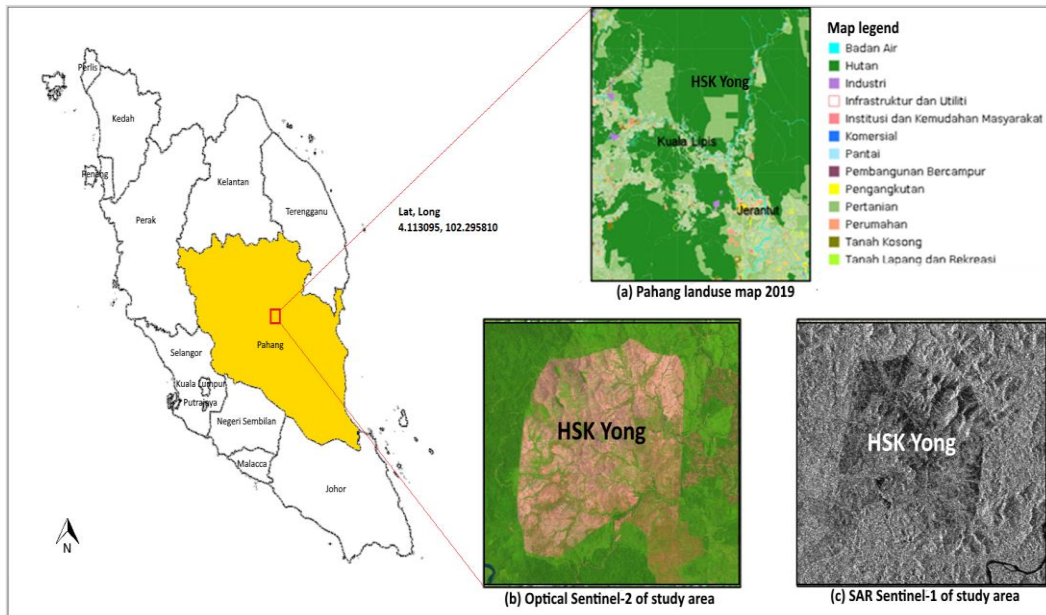 Perlis
Kedah
Penang
Perak
Kelantan
Terengganu
Pahang
Selangor
Kuala Lumpur
Putrajaya
Negeri Sembilan
Malacca
Johor
N
Lat, Long
4.113095, 102.295810
HSK Yong
Kuala Lipis
Jerantut
(a) Pahang landuse map 2019
Map legend
Badan Air
Hutan
Industri
Infrastruktur dan Utiliti
Institusi dan Kemudahan Masyarakat
Komersial
Pantai
Pembangunan Bercampur
Pengangkutan
Pertanian
Perumahan
Tanah Kosong
Tanah Lapang dan Rekreasi
HSK Yong
(b) Optical Sentinel-2 of study area
HSK Yong
(c) SAR Sentinel-1 of study area